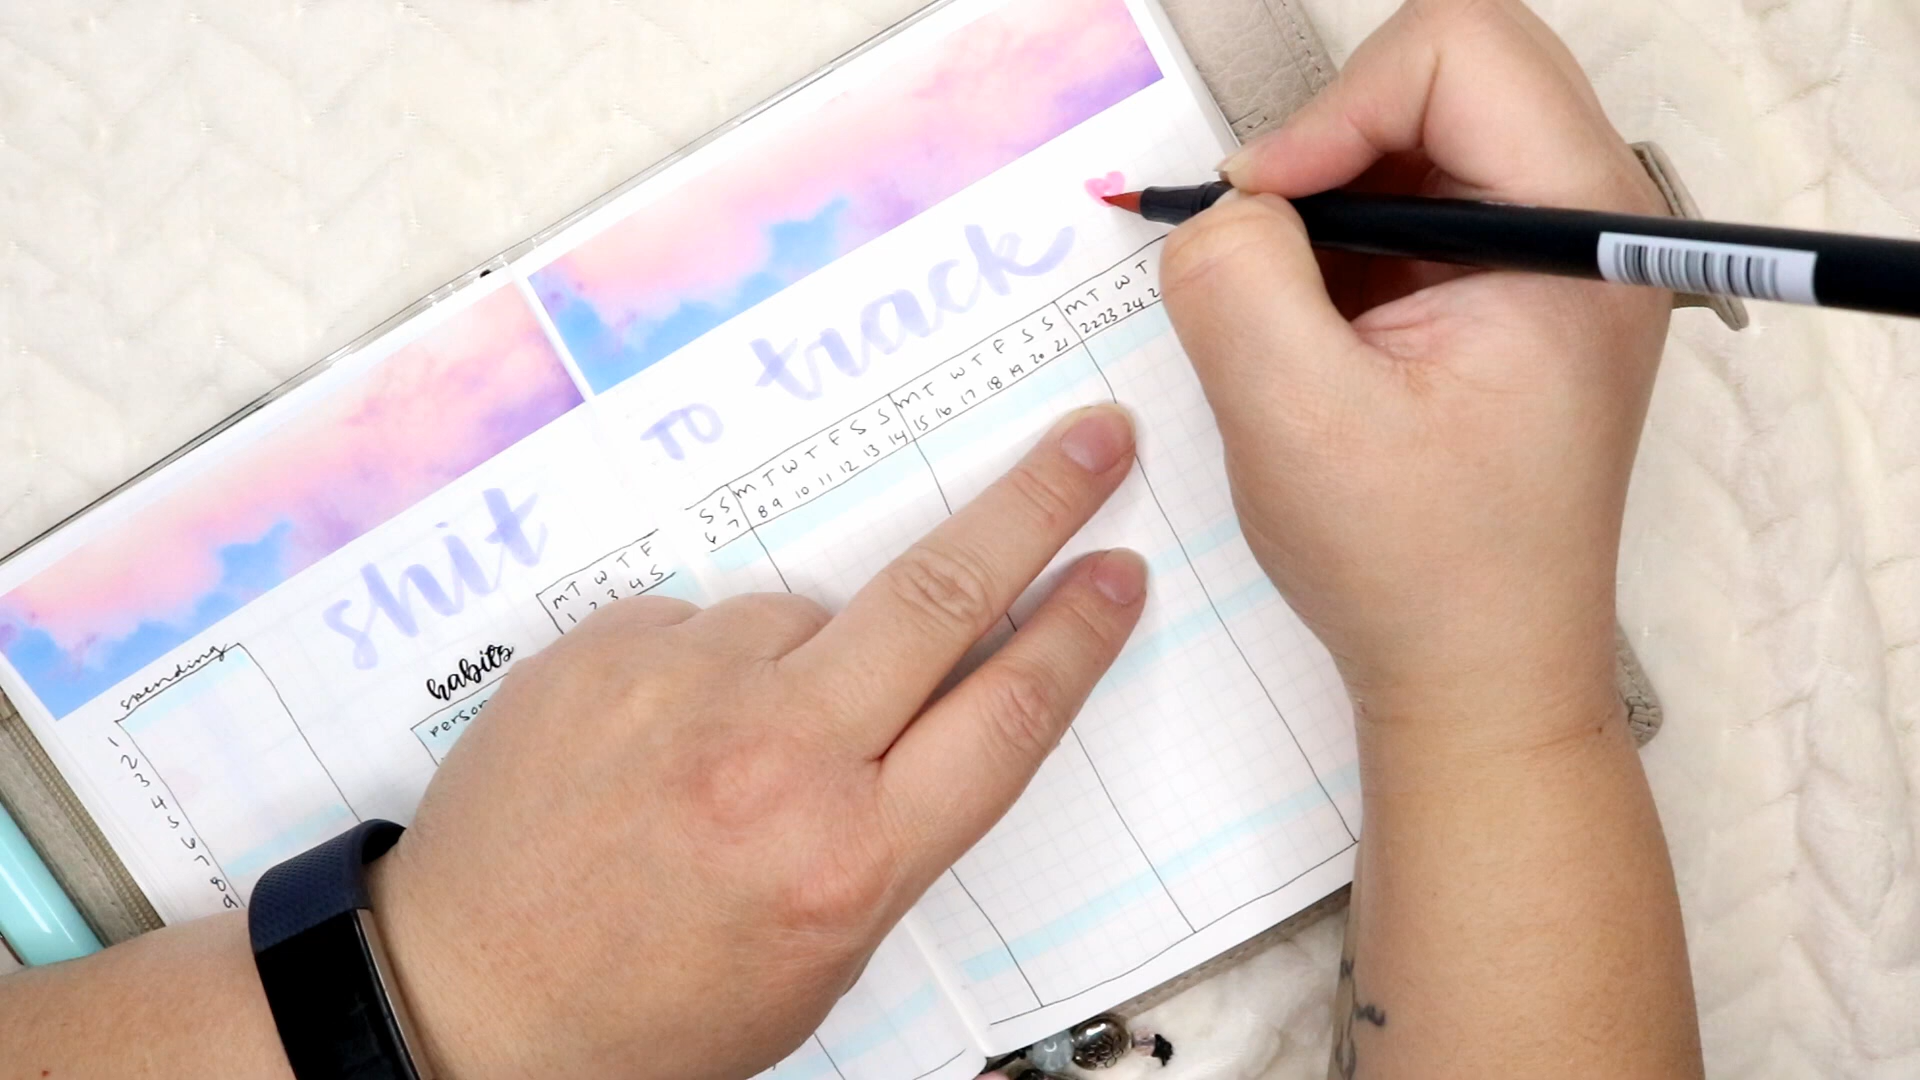 shit
TO track
spending
1
2
3
4
5
6
7
8
9
habits
person
M T W T F
1 2 3 4 5
S S M T W T F S S M T W T F S S M T W T
6 7 8 9 10 11 12 13 14 15 16 17 18 19 20 21 22 23 24 2